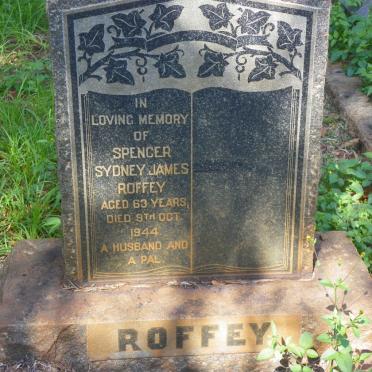 IN
LOVING MEMORY
OF
SPENCER
SYDNEY JAMES
ROFFEY
AGED 63 YEARS,
DIED 9TH OCT.
1944
A HUSBAND AND
A PAL
ROFFEY